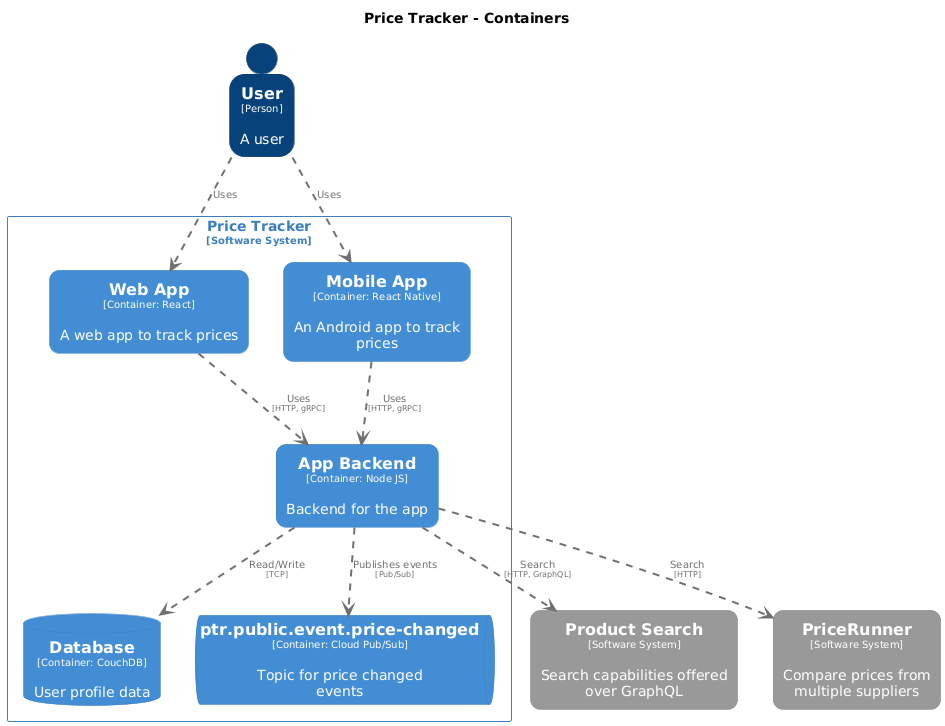 Price Tracker - Containers
User
[Person]
A user
Uses
Uses
Price Tracker
[Software System]
Web App
[Container: React]
A web app to track prices
Mobile App
[Container: React Native]
An Android app to track
prices
Uses
[HTTP, gRPC]
Uses
[HTTP, gRPC]
App Backend
[Container: Node JS]
Backend for the app
Read/Write
[TCP]
Publishes events
[Pub/Sub]
Search
[HTTP, GraphQL]
Search
[HTTP]
Database
[Container: CouchDB]
User profile data
ptr.public.event.price-changed
[Container: Cloud Pub/Sub]
Topic for price changed
events
Product Search
[Software System]
Search capabilities offered
over GraphQL
PriceRunner
[Software System]
Compare prices from
multiple suppliers